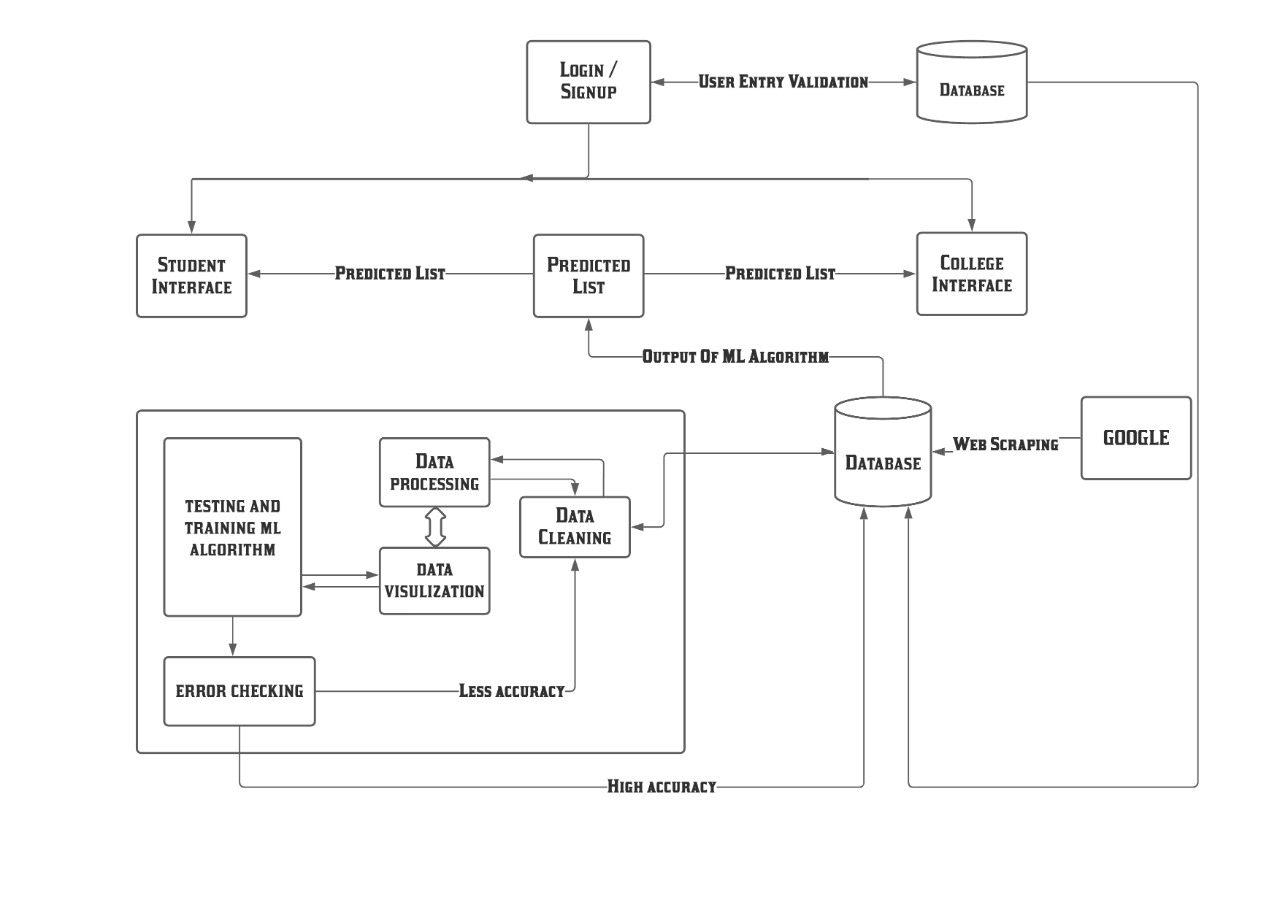 LOGIN /
SIGNUP
USER ENTRY VALIDATION
DATABASE
STUDENT
INTERFACE
PREDICTED LIST
PREDICTED
LIST
PREDICTED LIST
COLLEGE
INTERFACE
OUTPUT OF ML ALGORITHM
DATABASE
WEB SCRAPING
GOOGLE
TESTING AND
TRAINING ML
ALGORITHM
DATA
PROCESSING
DATA
CLEANING
DATA
VISULIZATION
ERROR CHECKING
LESS ACCURACY
HIGH ACCURACY